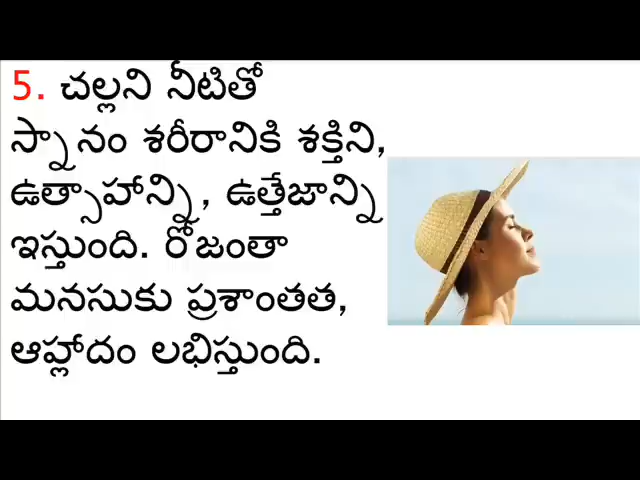 5. చల్లని నీటితో
స్నానం శరీరానికి శక్తిని,
ఉత్సాహాన్ని, ఉత్తేజాన్ని
ఇస్తుంది. రోజంతా
మనసుకు ప్రశాంతత,
ఆహ్లాదం లభిస్తుంది.